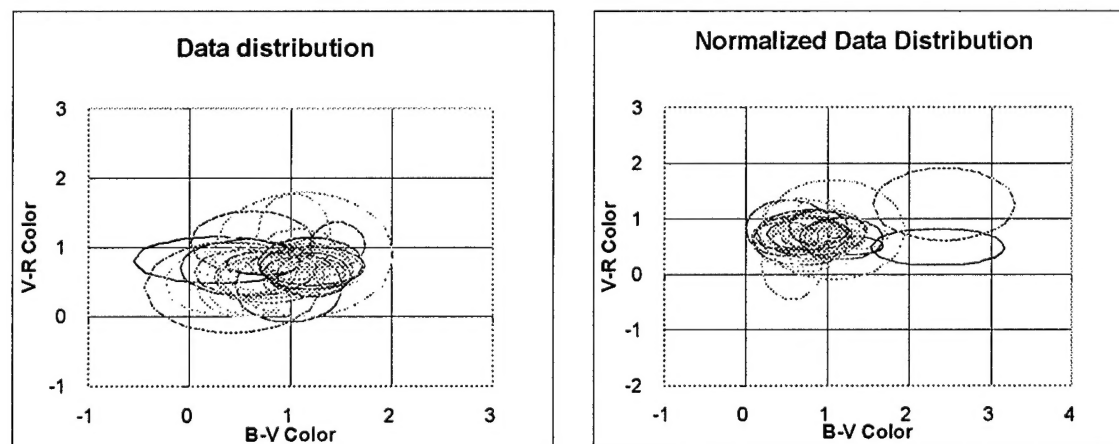 Data distribution
V-R Color
3
2
1
0
-1
-1 0 1 2 3
B-V Color
Normalized Data Distribution
V-R Color
3
2
1
0
-1
-2
-1 0 1 2 3 4
B-V Color